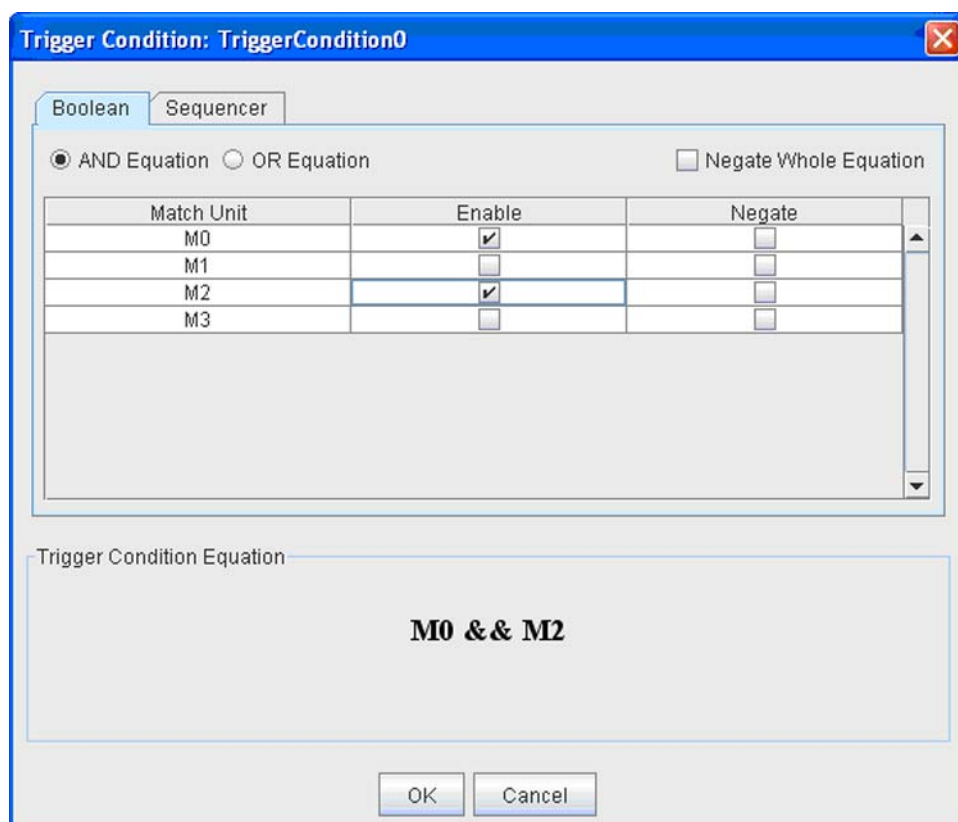 Trigger Condition: TriggerCondition0
Boolean Sequencer
AND Equation OR Equation Negate Whole Equation
Match Unit Enable Negate
M0
M1
M2
M3
Trigger Condition Equation
M0 && M2
OK Cancel